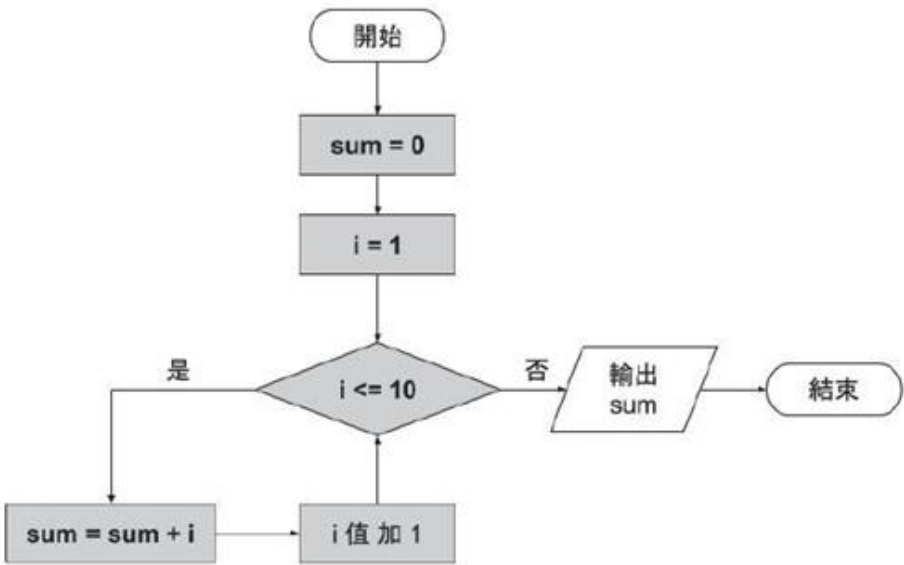 開始
sum = 0
i = 1
是
i <= 10
否
輸出
sum
結束
sum = sum + i
i 值 加 1